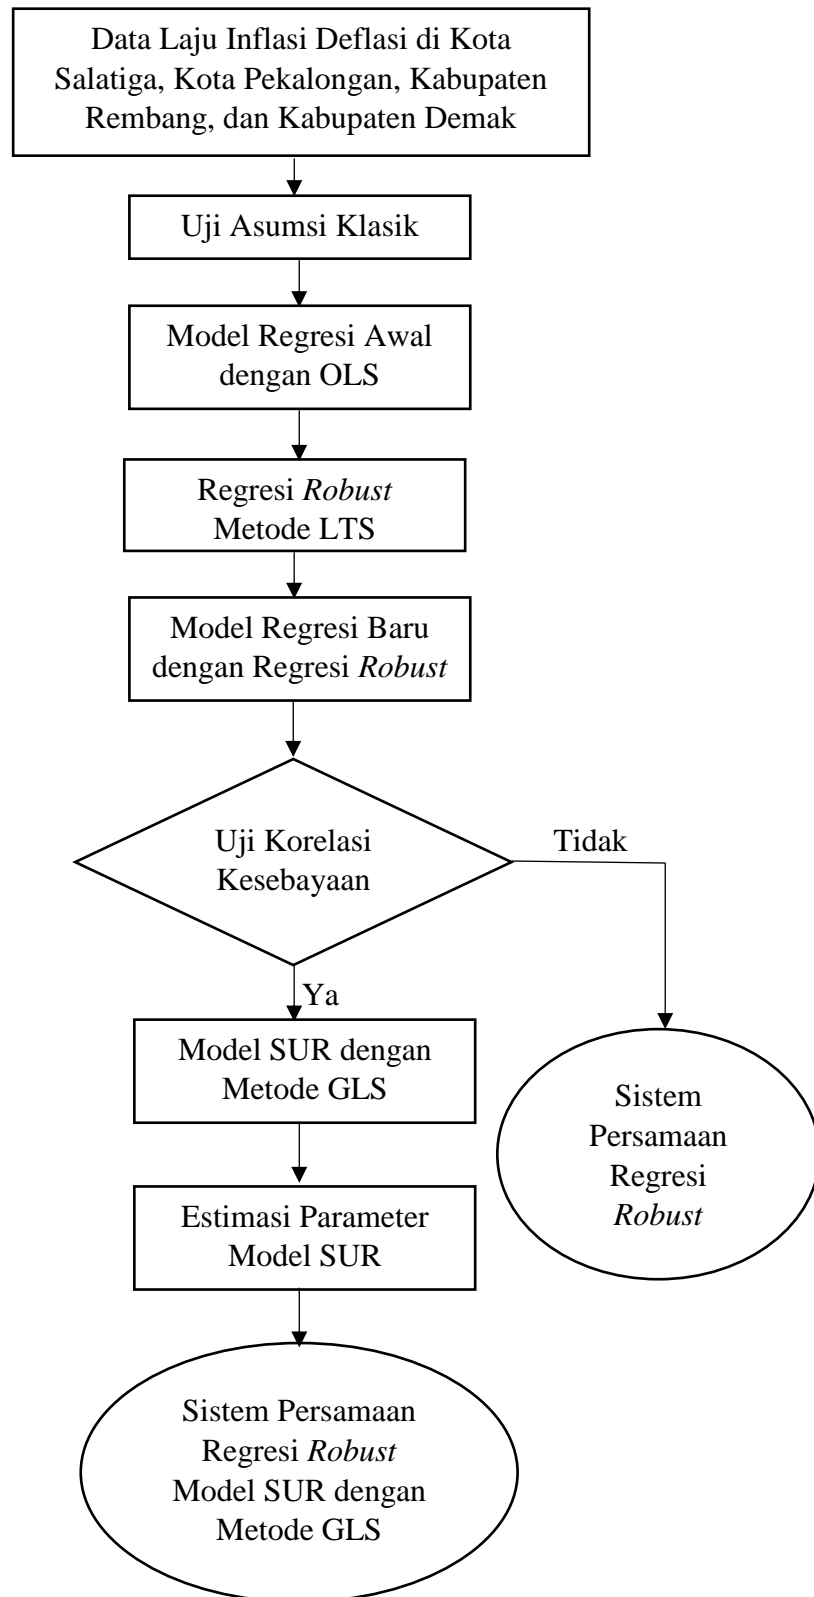 Data Laju Inflasi Deflasi di Kota
Salatiga, Kota Pekalongan, Kabupaten
Rembang, dan Kabupaten Demak
Uji Asumsi Klasik
Model Regresi Awal
dengan OLS
Regresi Robust
Metode LTS
Model Regresi Baru
dengan Regresi Robust
Uji Korelasi
Kesebayaan
Tidak
Ya
Model SUR dengan
Metode GLS
Sistem
Persamaan
Regresi
Robust
Estimasi Parameter
Model SUR
Sistem Persamaan
Regresi Robust
Model SUR dengan
Metode GLS